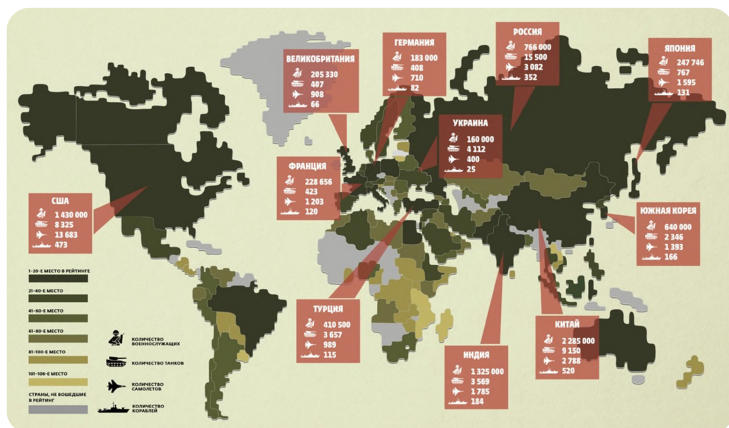 ВЕЛИКОБРИТАНИЯ
205 330
407
908
66
ГЕРМАНИЯ
183 000
408
710
82
РОССИЯ
766 000
15 500
3 082
352
ЯПОНИЯ
247 746
767
1 595
131
УКРАИНА
160 000
4 112
400
25
ФРАНЦИЯ
228 656
423
1 203
120
США
1 430 000
8 325
13 683
473
ЮЖНАЯ КОРЕЯ
640 000
2 346
1 393
166
ТУРЦИЯ
410 500
3 657
989
115
ИНДИЯ
1 325 000
3 569
1 785
184
КИТАЙ
2 285 000
9 150
2 788
520
1-20-Е МЕСТО В РЕЙТИНГЕ
21-40-Е МЕСТО
41-60-Е МЕСТО
61-80-Е МЕСТО
81-100-Е МЕСТО
101-106-Е МЕСТО
СТРАНЫ, НЕ ВОШЕДШИЕ
В РЕЙТИНГ
КОЛИЧЕСТВО
ВОЕННОСЛУЖАЩИХ
КОЛИЧЕСТВО ТАНКОВ
КОЛИЧЕСТВО
САМОЛЕТОВ
КОЛИЧЕСТВО
КОРАБЛЕЙ